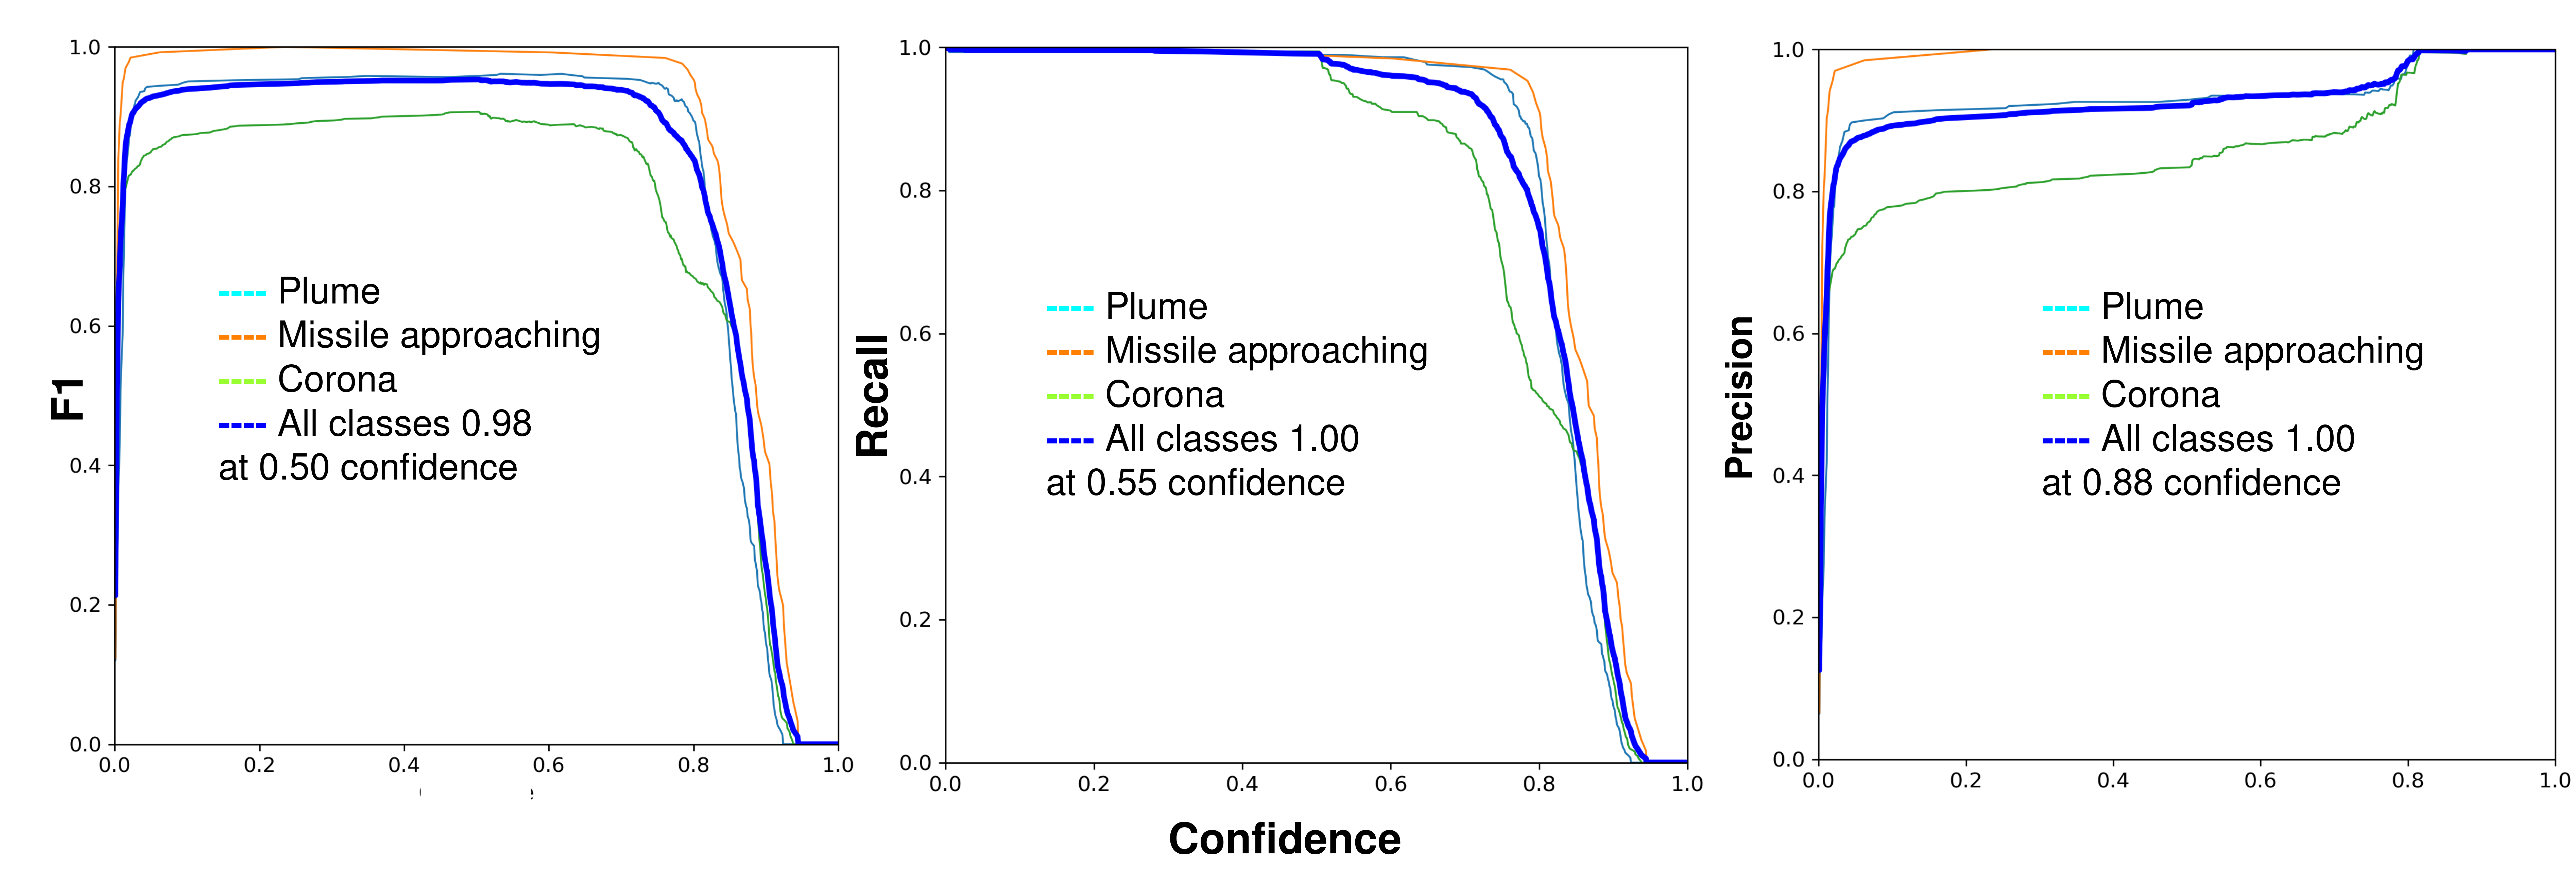 F1
1.0
0.8
0.6
0.4
0.2
0.0
0.0 0.2 0.4 0.6 0.8 1.0
Plume
Missile approaching
Corona
All classes 0.98
at 0.50 confidence
Recall
1.0
0.8
0.6
0.4
0.2
0.0
0.0 0.2 0.4 0.6 0.8 1.0
Plume
Missile approaching
Corona
All classes 1.00
at 0.55 confidence
Precision
1.0
0.8
0.6
0.4
0.2
0.0
0.0 0.2 0.4 0.6 0.8 1.0
Plume
Missile approaching
Corona
All classes 1.00
at 0.88 confidence
Confidence